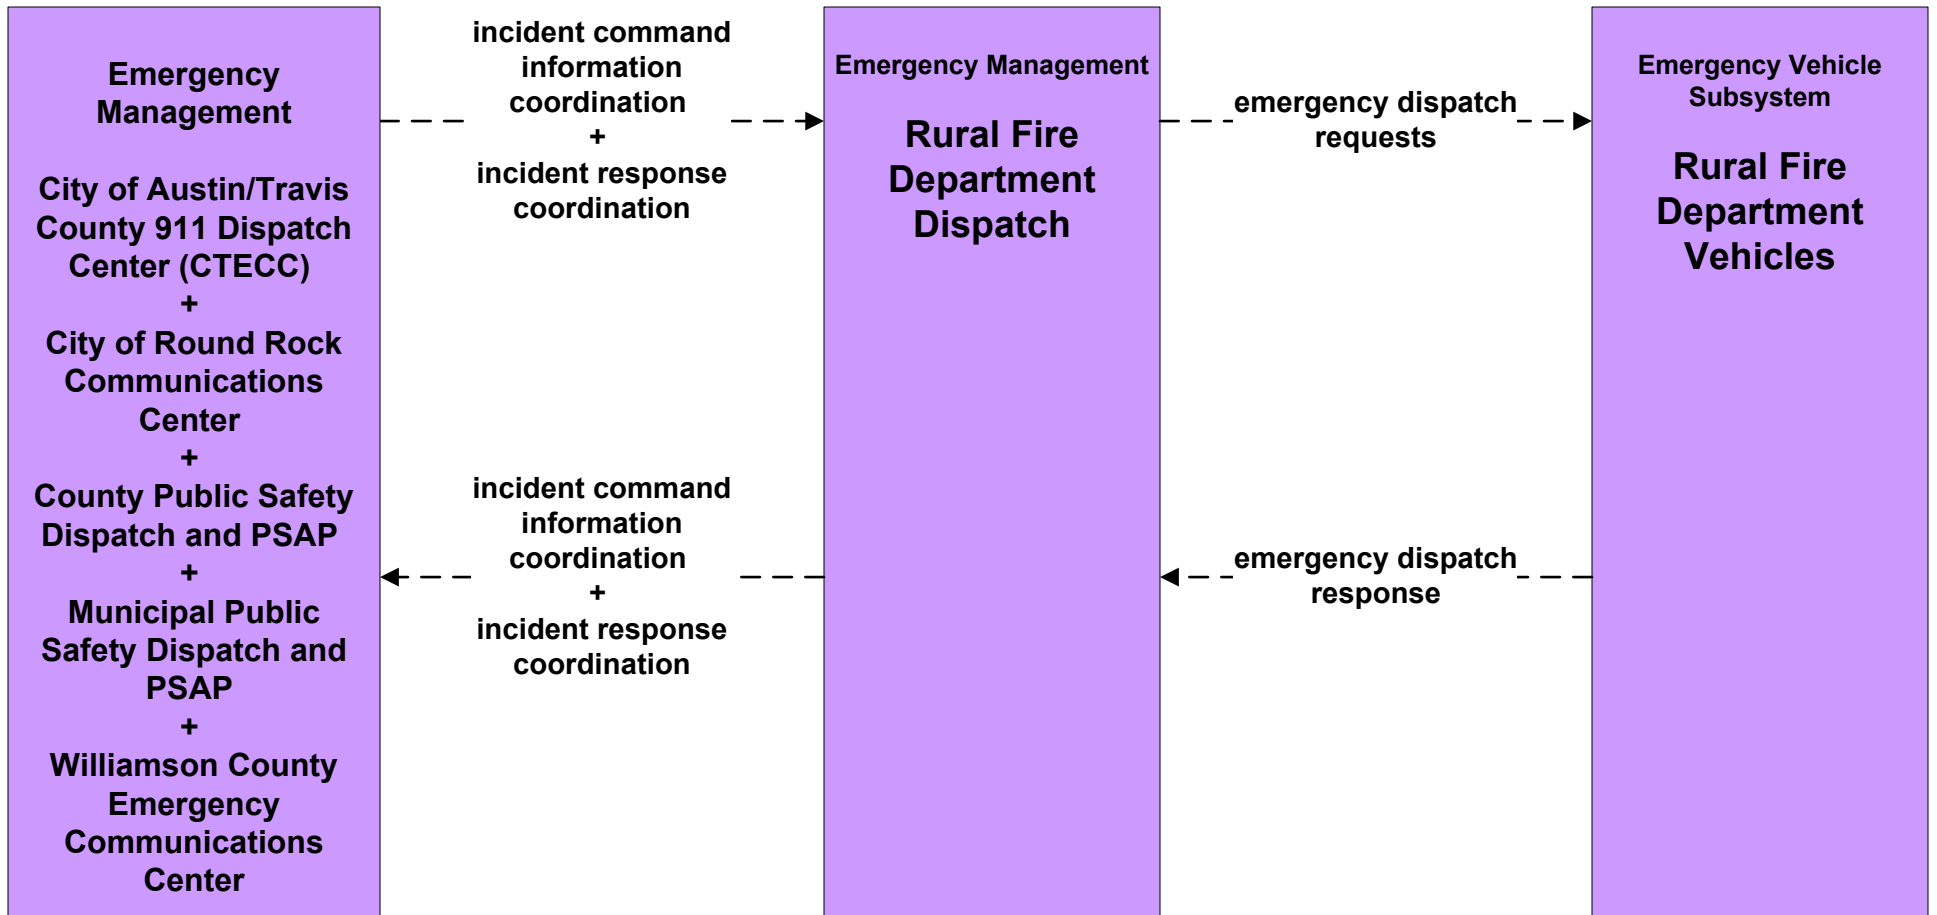 Emergency
Management
City of Austin/Travis
County 911 Dispatch
Center (CTECC)
+
City of Round Rock
Communications
Center
+
County Public Safety
Dispatch and PSAP
+
Municipal Public
Safety Dispatch and
PSAP
+
Williamson County
Emergency
Communications
Center
incident command
information
coordination
+
incident response
coordination
incident command
information
coordination
+
incident response
coordination
Emergency Management
Rural Fire
Department
Dispatch
emergency dispatch
requests
emergency dispatch
response
Emergency Vehicle
Subsystem
Rural Fire
Department
Vehicles